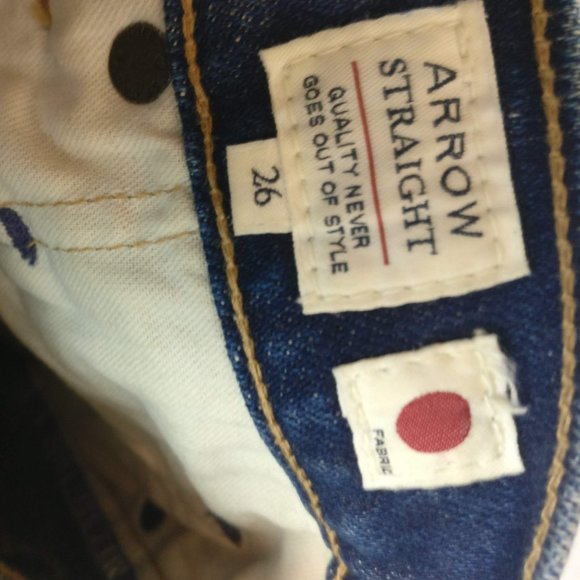 ARROW
STRAIGHT
QUALITY NEVER
GOES OUT OF STYLE
26
FABRIC